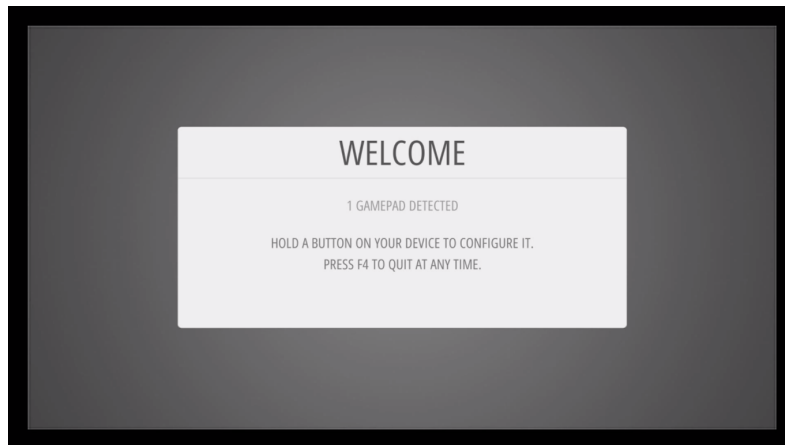 WELCOME
1 GAMEPAD DETECTED
HOLD A BUTTON ON YOUR DEVICE TO CONFIGURE IT.
PRESS F4 TO QUIT AT ANY TIME.